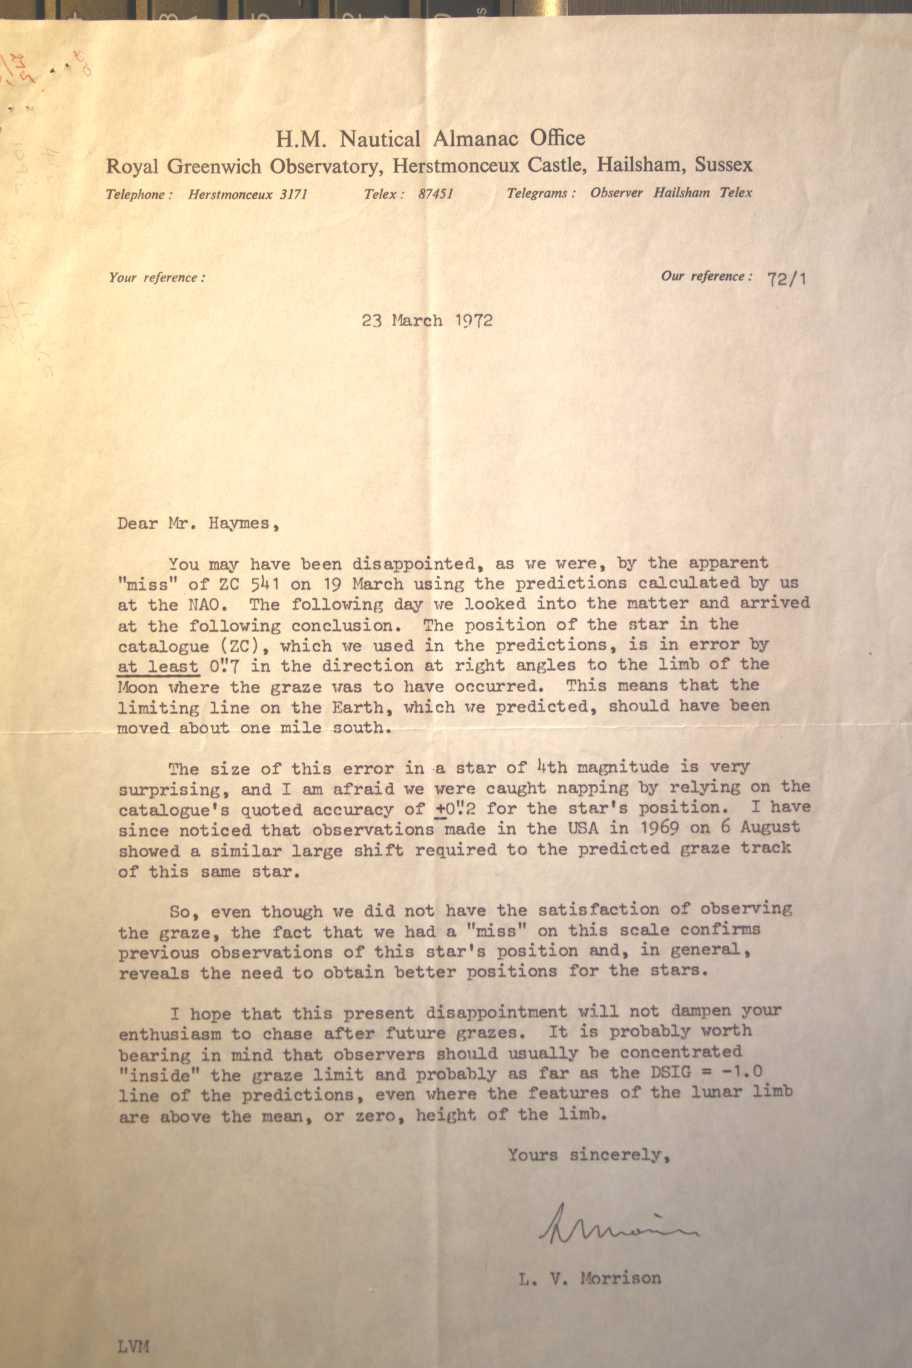 H.M. Nautical Almanac Office
Royal Greenwich Observatory, Herstmonceux Castle, Hailsham, Sussex
Telephone : Herstmonceux 3171 Telex : 87451 Telegrams : Observer Hailsham Telex
Your reference : Our reference : 72/1
23 March 1972
Dear Mr. Haymes,
You may have been disappointed, as we were, by the apparent
"miss" of ZC 541 on 19 March using the predictions calculated by us
at the NAO. The following day we looked into the matter and arrived
at the following conclusion. The position of the star in the
catalogue (ZC), which we used in the predictions, is in error by
at least 0".7 in the direction at right angles to the limb of the
Moon where the graze was to have occurred. This means that the
limiting line on the Earth, which we predicted, should have been
moved about one mile south.
The size of this error in a star of 4th magnitude is very
surprising, and I am afraid we were caught napping by relying on the
catalogue's quoted accuracy of ±0".2 for the star's position. I have
since noticed that observations made in the USA in 1969 on 6 August
showed a similar large shift required to the predicted graze track
of this same star.
So, even though we did not have the satisfaction of observing
the graze, the fact that we had a "miss" on this scale confirms
previous observations of this star's position and, in general,
reveals the need to obtain better positions for the stars.
I hope that this present disappointment will not dampen your
enthusiasm to chase after future grazes. It is probably worth
bearing in mind that observers should usually be concentrated
"inside" the graze limit and probably as far as the DSIG = -1.0
line of the predictions, even where the features of the lunar limb
are above the mean, or zero, height of the limb.
Yours sincerely,
L. V. Morrison
LVM